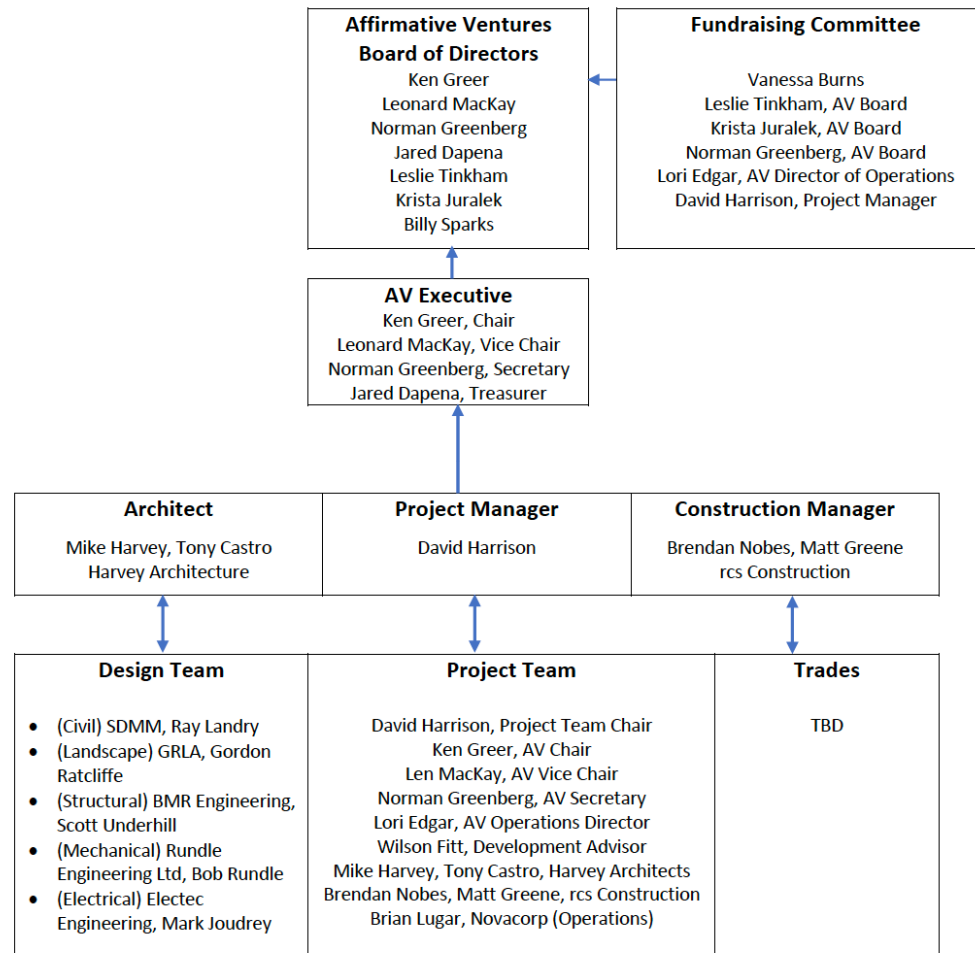 Affirmative Ventures
Board of Directors
Ken Greer
Leonard MacKay
Norman Greenberg
Jared Dapena
Leslie Tinkham
Krista Juralek
Billy Sparks
Fundraising Committee
Vanessa Burns
Leslie Tinkham, AV Board
Krista Juralek, AV Board
Norman Greenberg, AV Board
Lori Edgar, AV Director of Operations
David Harrison, Project Manager
AV Executive
Ken Greer, Chair
Leonard MacKay, Vice Chair
Norman Greenberg, Secretary
Jared Dapena, Treasurer
Architect
Mike Harvey, Tony Castro
Harvey Architecture
Project Manager
David Harrison
Construction Manager
Brendan Nobes, Matt Greene
rcs Construction
Design Team
• (Civil) SDMM, Ray Landry
• (Landscape) GRLA, Gordon
Ratcliffe
• (Structural) BMR Engineering,
Scott Underhill
• (Mechanical) Rundle
Engineering Ltd, Bob Rundle
• (Electrical) Electec
Engineering, Mark Joudrey
Project Team
David Harrison, Project Team Chair
Ken Greer, AV Chair
Len MacKay, AV Vice Chair
Norman Greenberg, AV Secretary
Lori Edgar, AV Operations Director
Wilson Fitt, Development Advisor
Mike Harvey, Tony Castro, Harvey Architects
Brendan Nobes, Matt Greene, rcs Construction
Brian Lugar, Novacorp (Operations)
Trades
TBD